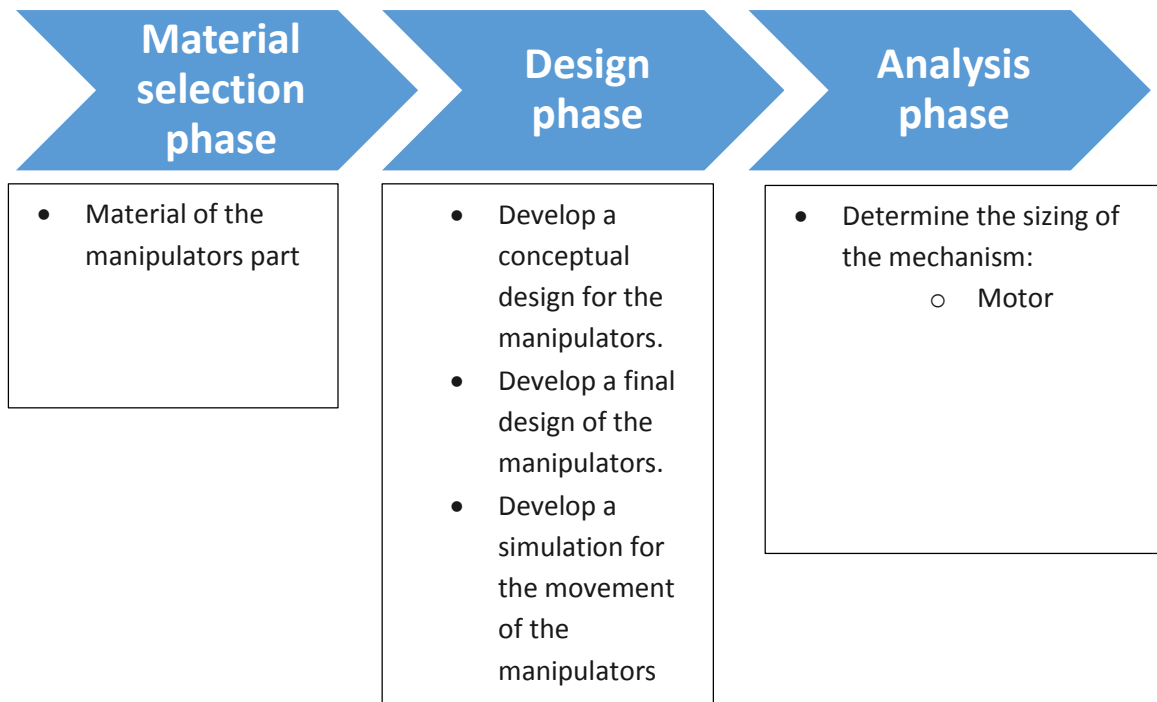 Material
selection
phase
Design
phase
Analysis
phase
• Material of the
manipulators part
• Develop a
conceptual
design for the
manipulators.
• Develop a final
design of the
manipulators.
• Develop a
simulation for
the movement
of the
manipulators
• Determine the sizing of
the mechanism:
o Motor